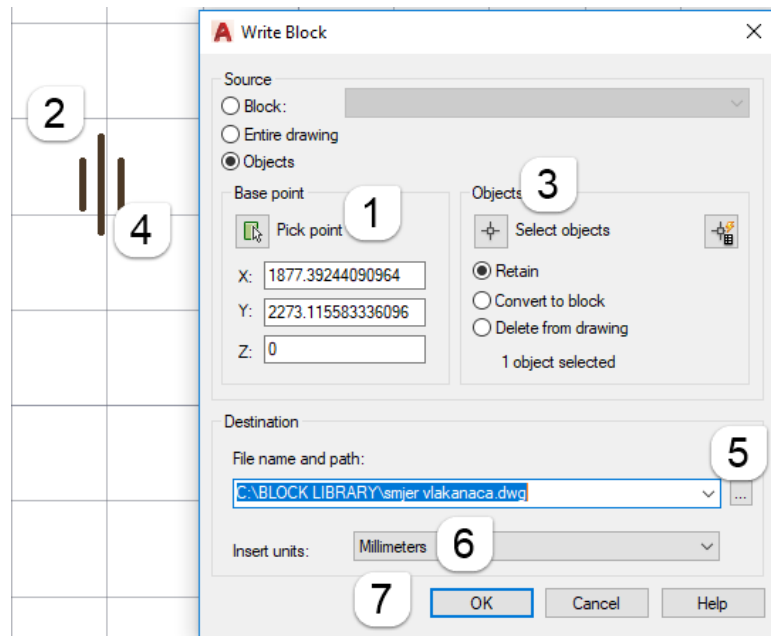 Write Block
Source
Block:
Entire drawing
Objects
2
4
Base point
1
Pick point
X: 1877.39244090964
Y: 2273.115583336096
Z: 0
Objects
3
Select objects
Retain
Convert to block
Delete from drawing
1 object selected
Destination
File name and path:
5
C:\BLOCK LIBRARY\smjer vlakanaca.dwg
...
Insert units: Millimeters 6
7
OK Cancel Help